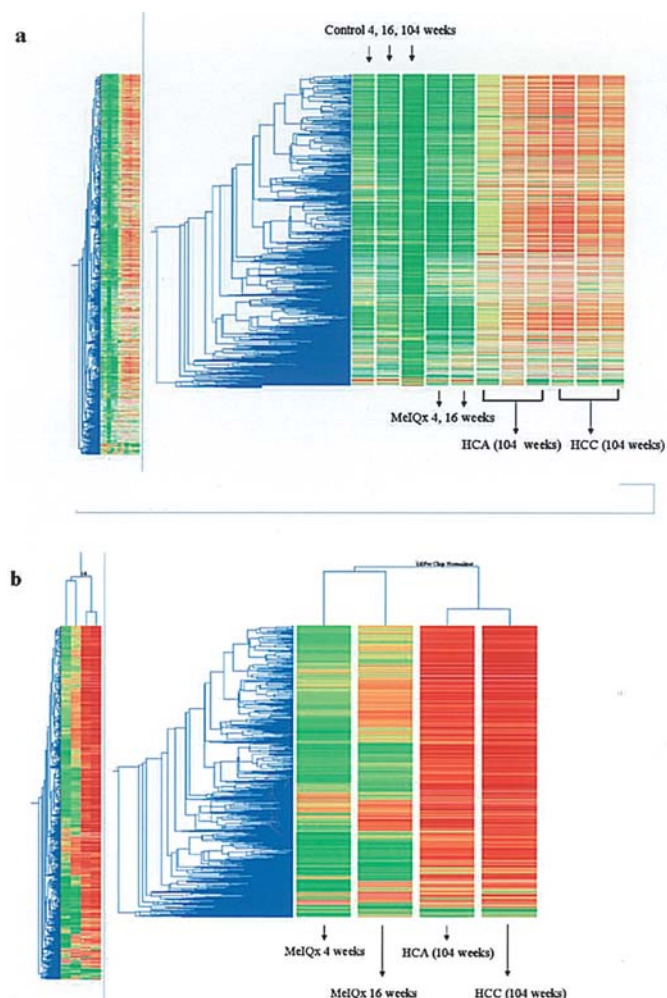 a
Control 4, 16, 104 weeks
MeIQx 4, 16 weeks
HCA (104 weeks)
HCC (104 weeks)
b
MeIQx 4 weeks
HCA (104 weeks)
MeIQx 16 weeks
HCC (104 weeks)